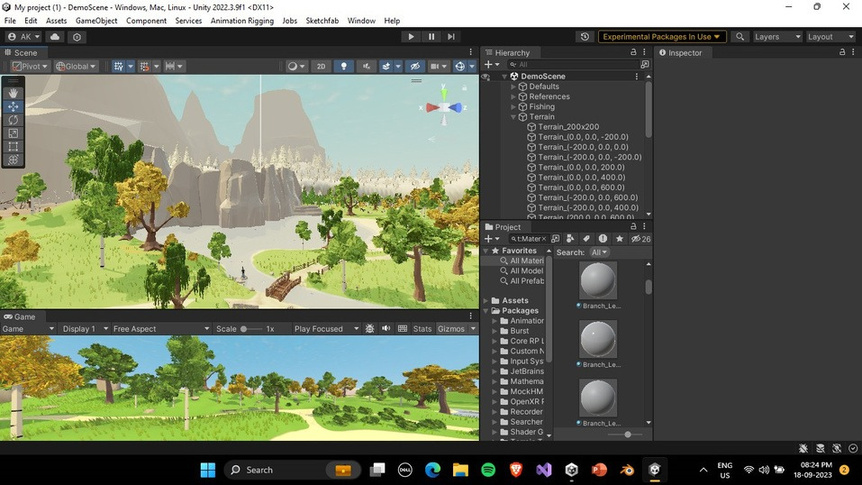 My project (1) - DemoScene - Windows, Mac, Linux - Unity 2022.3.9f1 <DX11>
File Edit Assets GameObject Component Services Animation Rigging Jobs Sketchfab Window Help
AK
Experimental Packages In Use
Layers
Layout
Scene
Pivot
Global
2D
Y
X
Z
Game
Game
Display 1
Free Aspect
Scale
1x
Play Focused
Stats
Gizmos
Hierarchy
All
DemoScene
Defaults
References
Fishing
Terrain
Terrain_200x200
Terrain_(0.0, 0.0, -200.0)
Terrain_(-200.0, 0.0, 0.0)
Terrain_(-200.0, 0.0, -200.0)
Terrain_(0.0, 0.0, 200.0)
Terrain_(0.0, 0.0, 400.0)
Terrain_(0.0, 0.0, 600.0)
Terrain_(-200.0, 0.0, 600.0)
Terrain_(-200.0, 0.0, 400.0)
Terrain_(200.0, 0.0, 600.0)
Project
t:Mater
26
Favorites
All Materi
All Model
All Prefab
Assets
Packages
Animation
Burst
Core RP L
Custom N
Input Sys
JetBrains
Mathema
MockHM
OpenXR F
Recorder
Searcher
Shader G
Search:
All
Branch_Le...
Branch_Le...
Branch_Le...
Inspector
Search
DELL
ENG
US
08:24 PM
18-09-2023
2